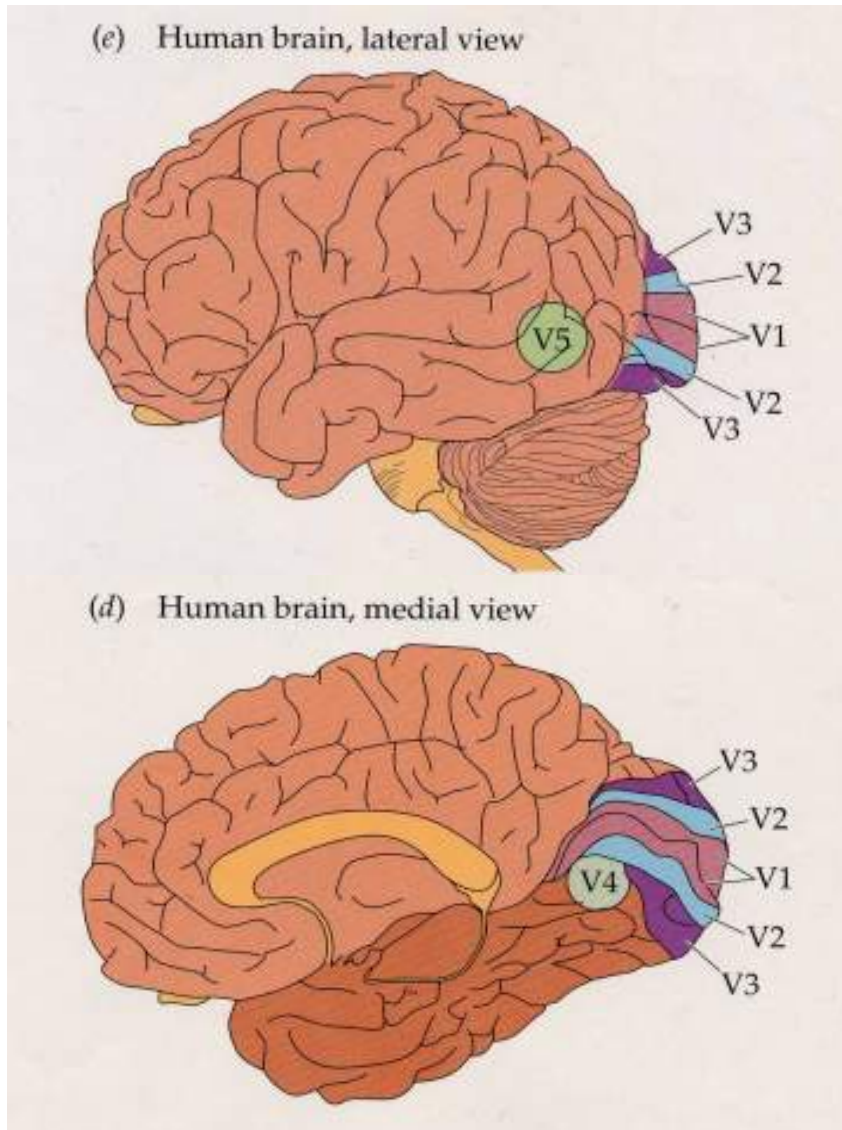 (e) Human brain, lateral view
V3
V2
V5
V1
V2
V3
(d) Human brain, medial view
V3
V2
V4
V1
V2
V3